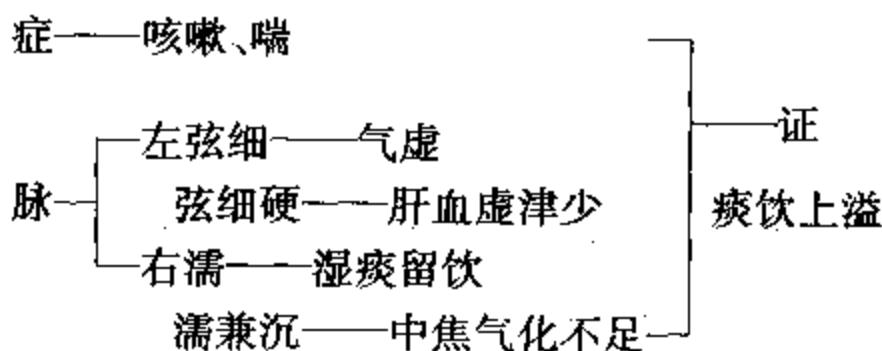 症——咳嗽、喘
证
左弦细——气虚
脉
弦细硬——肝血虚津少
痰饮上溢
右濡——湿痰留饮
濡兼沉——中焦气化不足